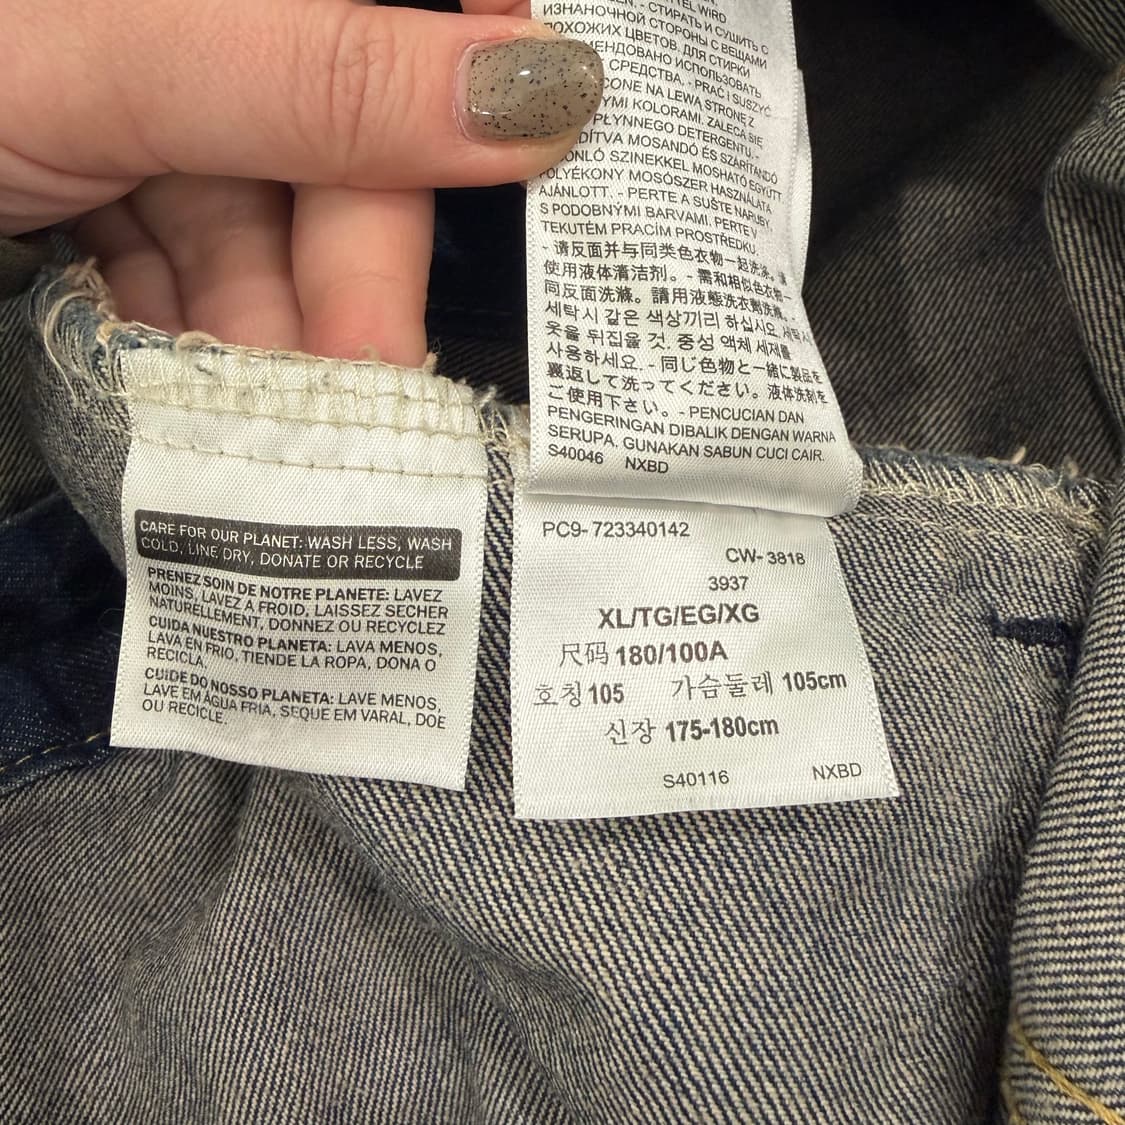 WIRD
ИЗНАНОЧНОЙ СТОРОНЫ - СТИРАТЬ И СУШИТЬ С
ПОХОЖИХ ЦВЕТОВ. ДЛЯ СТИРКИ
ИСПОЛЬЗОВАТЬ
СРЕДСТВА. - PRAĆ I SUSZYĆ
NA LEWĄ STRONĘ Z
KOLORAMI. ZALECA SIĘ
PŁYNNEGO DETERGENTU. -
MOSANDÓ ÉS SZÁRÍTANDÓ
SZINEKKEL MOSHATÓ EGYÜTT
FOLYÉKONY MOSÓSZER HASZNÁLATA
AJÁNLOTT. - PERTE A SUŠTE NARUBY,
S PODOBNÝMI BARVAMI. PERTE V
TEKUTÉM PRACÍM PROSTŘEDKU.
- 请反面并与同类色衣物一起洗涤。
使用液体清洁剂。- 需和相似色衣物一
同反面洗滌。請用液態洗衣劑洗滌。-
세탁시 같은 색상끼리 하십시오
옷을 뒤집을 것. 중성 액체 세제를
사용하세요. - 同じ色物と一緒に製品を
裏返して洗ってください。液体洗剤を
ご使用下さい。- PENCUCIAN DAN
PENGERINGAN DIBALIK DENGAN WARNA
SERUPA. GUNAKAN SABUN CUCI CAIR.
S40046 NXBD
CARE FOR OUR PLANET: WASH LESS, WASH
COLD, LINE DRY, DONATE OR RECYCLE
PRENEZ SOIN DE NOTRE PLANETE: LAVEZ
MOINS, LAVEZ A FROID, LAISSEZ SECHER
NATURELLEMENT, DONNEZ OU RECYCLEZ
CUIDA NUESTRO PLANETA: LAVA MENOS,
LAVA EN FRIO, TIENDE LA ROPA, DONA O
RECICLA.
CUIDE DO NOSSO PLANETA: LAVE MENOS,
LAVE EM ÁGUA FRIA, SEQUE EM VARAL, DOE
OU RECICLE.
PC9- 723340142
CW- 3818
3937
XL/TG/EG/XG
尺码 180/100A
호칭 105 가슴둘레 105cm
신장 175-180cm
S40116 NXBD